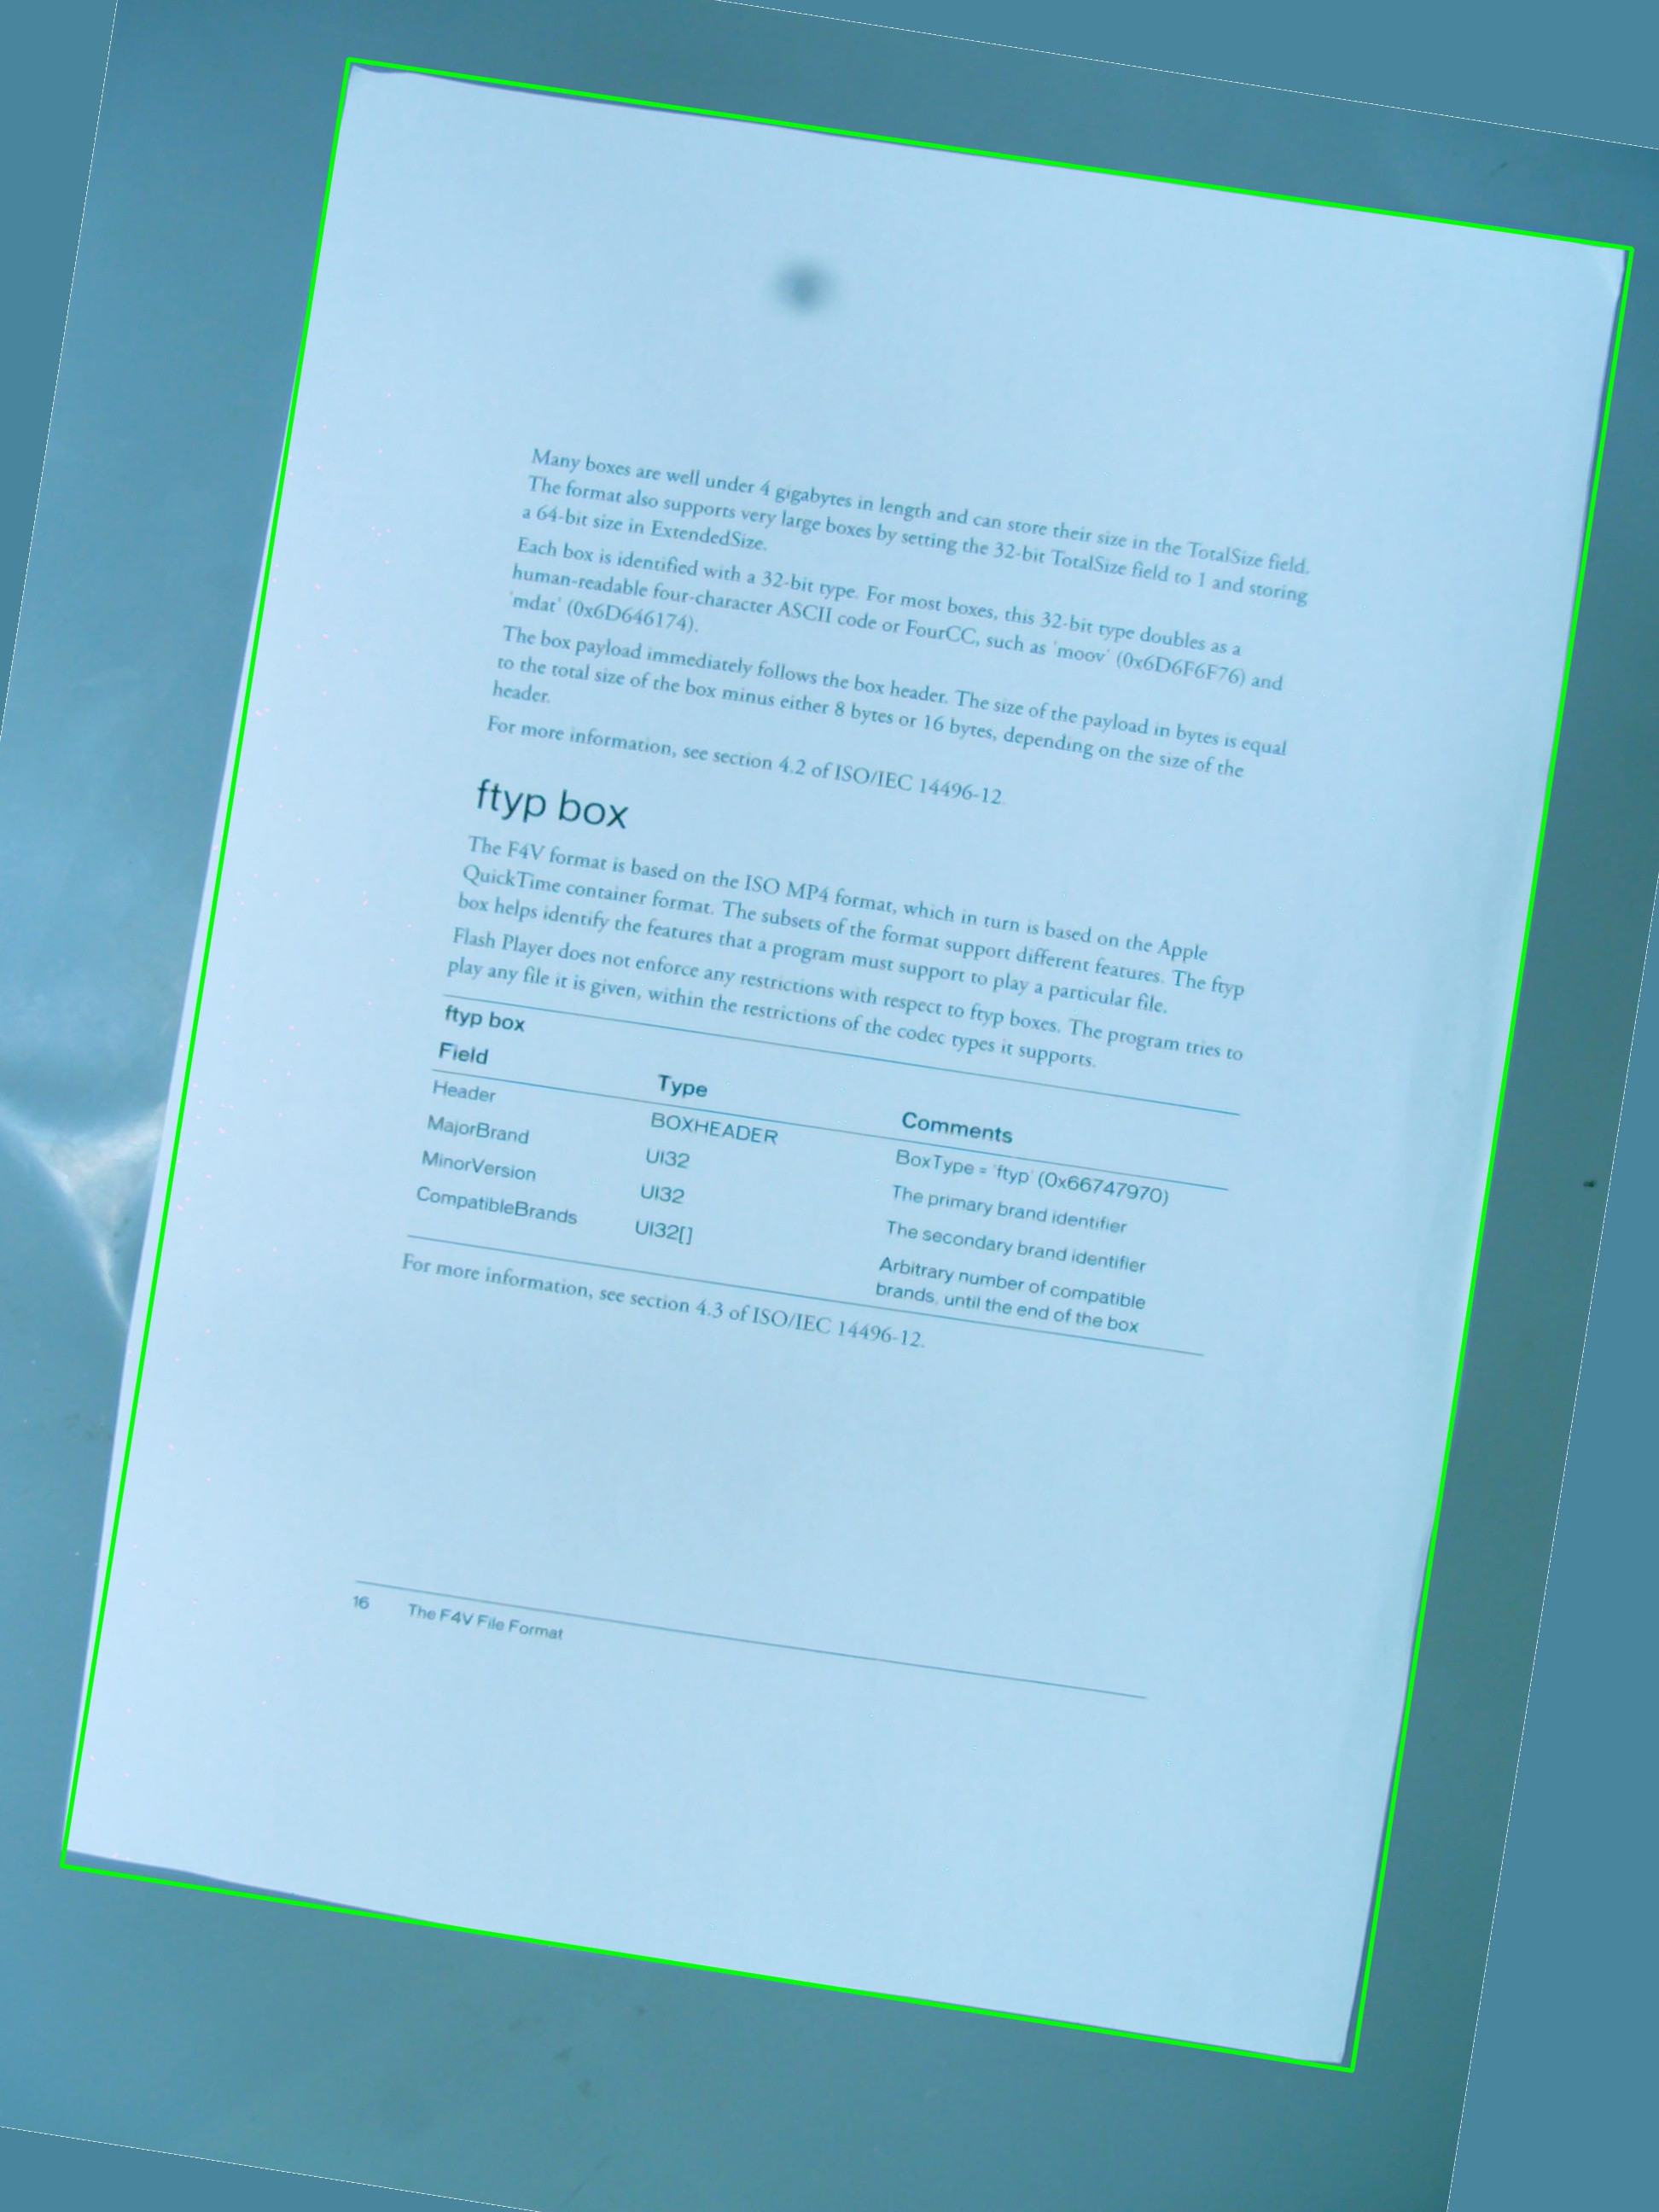 Many boxes are well under 4 gigabytes in length and can store their size in the TotalSize field.
The format also supports very large boxes by setting the 32-bit TotalSize field to 1 and storing
a 64-bit size in ExtendedSize.
Each box is identified with a 32-bit type. For most boxes, this 32-bit type doubles as a
human-readable four-character ASCII code or FourCC, such as 'moov' (0x6D6F6F76) and
'mdat' (0x6D646174).
The box payload immediately follows the box header. The size of the payload in bytes is equal
to the total size of the box minus either 8 bytes or 16 bytes, depending on the size of the
header.
For more information, see section 4.2 of ISO/IEC 14496-12.
ftyp box
The F4V format is based on the ISO MP4 format, which in turn is based on the Apple
QuickTime container format. The subsets of the format support different features. The ftyp
box helps identify the features that a program must support to play a particular file.
Flash Player does not enforce any restrictions with respect to ftyp boxes. The program tries to
play any file it is given, within the restrictions of the codec types it supports.
ftyp box
Field Type Comments
Header BOXHEADER BoxType = 'ftyp' (0x66747970)
MajorBrand UI32 The primary brand identifier
MinorVersion UI32 The secondary brand identifier
CompatibleBrands UI32[] Arbitrary number of compatible
brands, until the end of the box
For more information, see section 4.3 of ISO/IEC 14496-12.
16 The F4V File Format